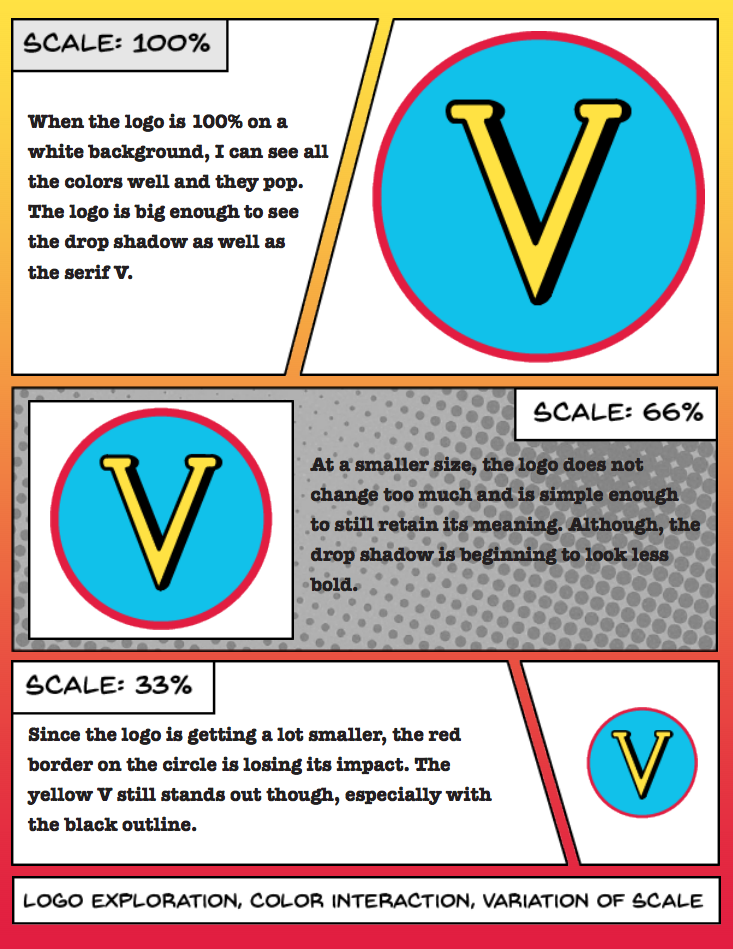 SCALE: 100%
When the logo is 100% on a
white background, I can see all
the colors well and they pop.
The logo is big enough to see
the drop shadow as well as
the serif V.
V
V
SCALE: 66%
At a smaller size, the logo does not
change too much and is simple enough
to still retain its meaning. Although, the
drop shadow is beginning to look less
bold.
SCALE: 33%
Since the logo is getting a lot smaller, the red
border on the circle is losing its impact. The
yellow V still stands out though, especially with
the black outline.
V
LOGO EXPLORATION, COLOR INTERACTION, VARIATION OF SCALE